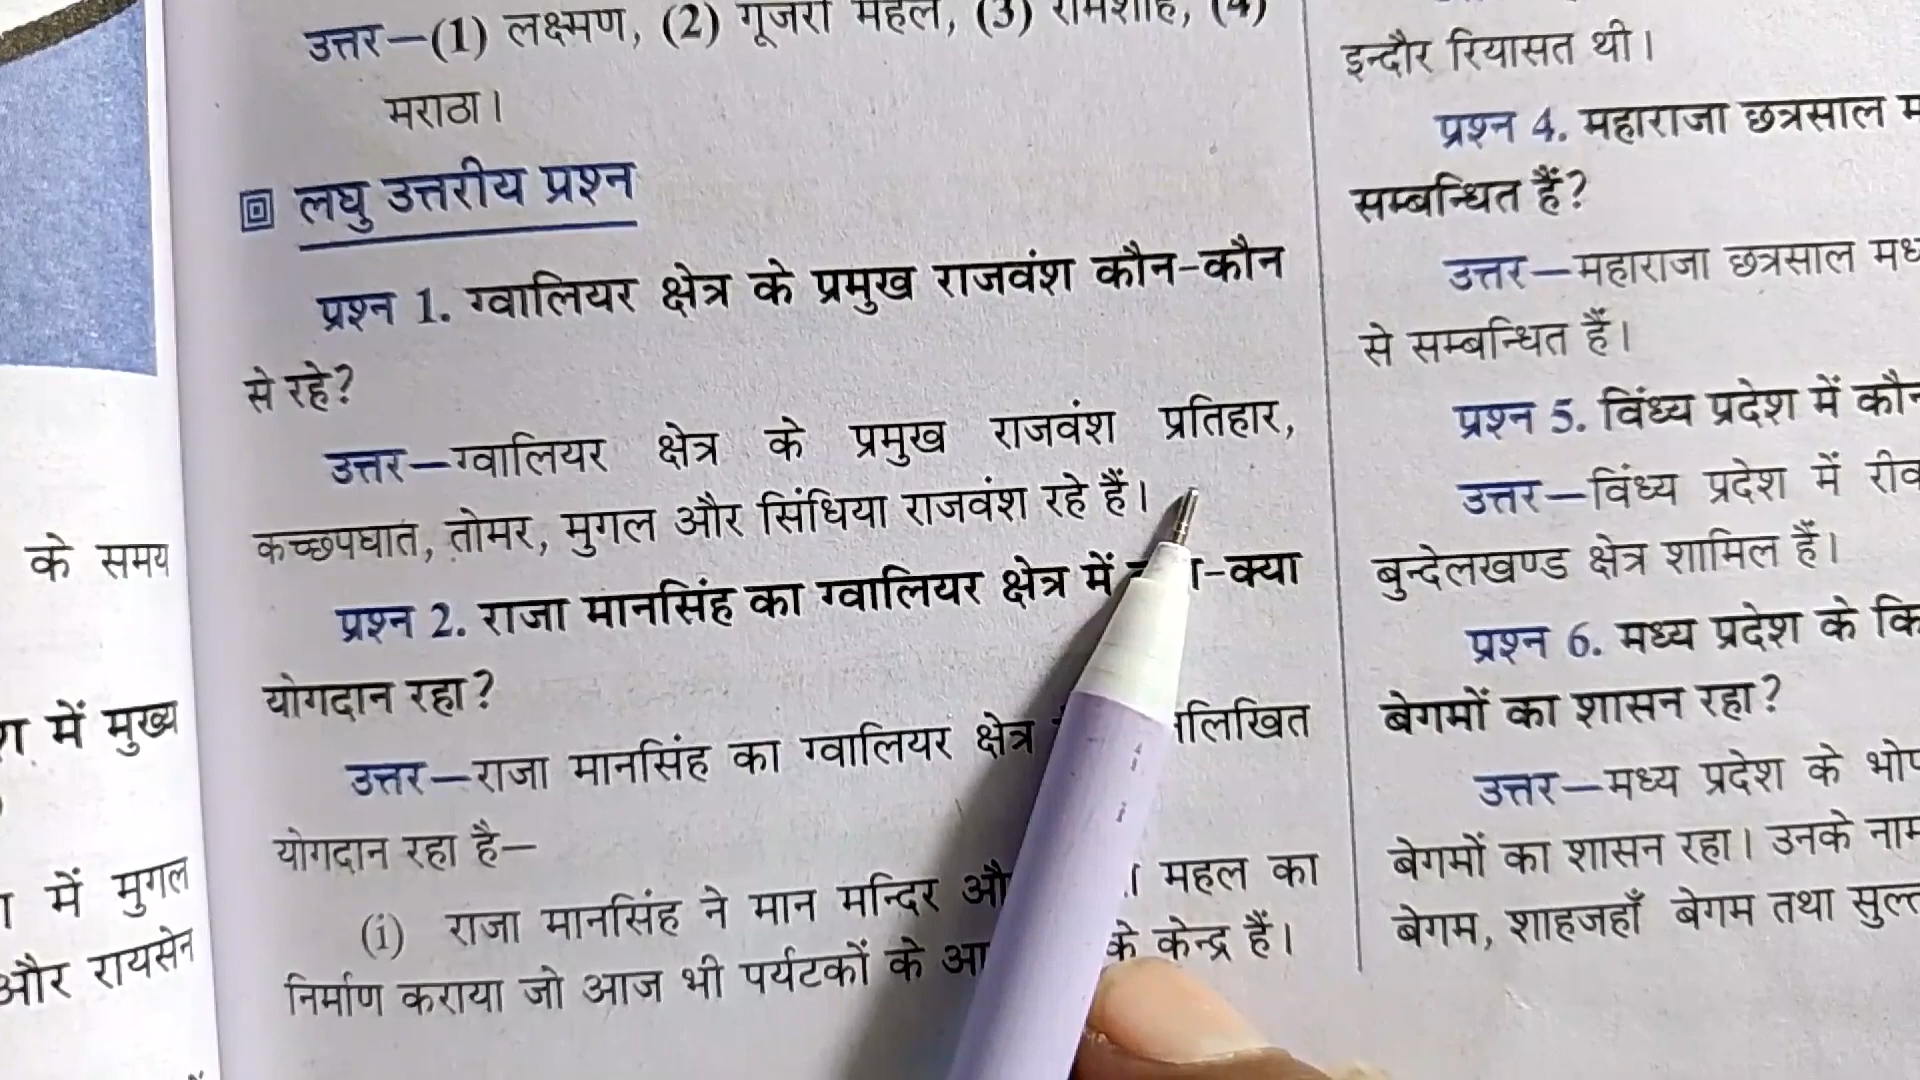 उत्तर—(1) लक्ष्मण, (2) गूजरी महल, (3) रामशाह, (4)
मराठा।
लघु उत्तरीय प्रश्न
प्रश्न 1. ग्वालियर क्षेत्र के प्रमुख राजवंश कौन-कौन
से रहे?
उत्तर—ग्वालियर क्षेत्र के प्रमुख राजवंश प्रतिहार,
कच्छपघात, तोमर, मुगल और सिंधिया राजवंश रहे हैं।
प्रश्न 2. राजा मानसिंह का ग्वालियर क्षेत्र में -क्या
योगदान रहा?
उत्तर—राजा मानसिंह का ग्वालियर क्षेत्र
योगदान रहा है—
(i) राजा मानसिंह ने मान मन्दिर महल का
निर्माण कराया जो आज भी पर्यटकों के के केन्द्र हैं।
इन्दौर रियासत थी।
प्रश्न 4. महाराजा छत्रसाल
सम्बन्धित हैं?
उत्तर—महाराजा छत्रसाल
से सम्बन्धित हैं।
प्रश्न 5. विंध्य प्रदेश में
उत्तर—विंध्य प्रदेश में
बुन्देलखण्ड क्षेत्र शामिल हैं।
प्रश्न 6. मध्य प्रदेश के
बेगमों का शासन रहा?
उत्तर—मध्य प्रदेश के
बेगमों का शासन रहा। उनके नाम
बेगम, शाहजहाँ बेगम तथा
के समय
में मुख्य
में मुगल
और रायसेन